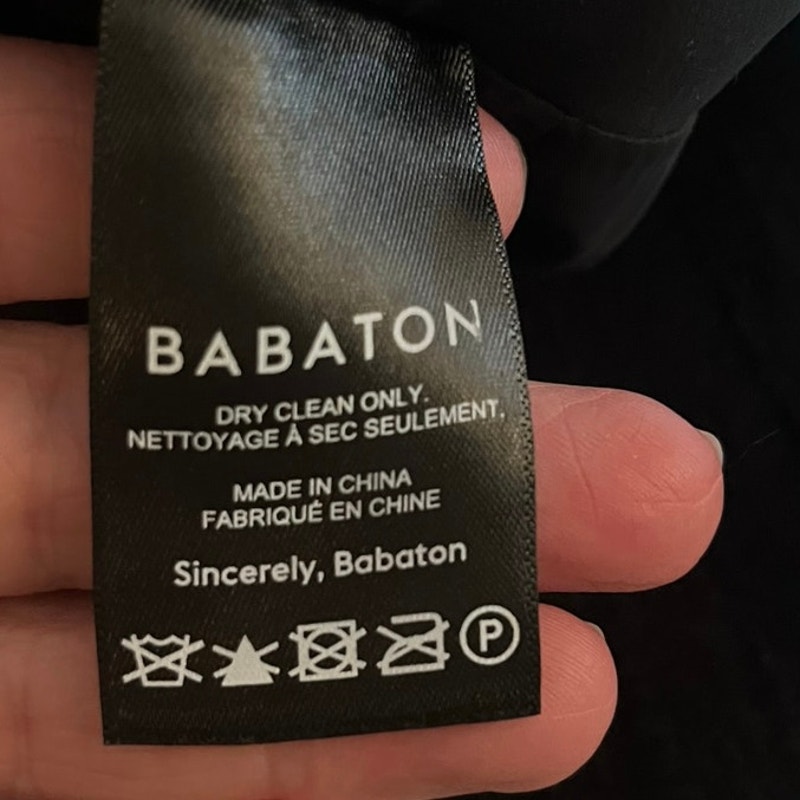 BABATON
DRY CLEAN ONLY.
NETTOYAGE À SEC SEULEMENT.
MADE IN CHINA
FABRIQUÉ EN CHINE
Sincerely, Babaton
P